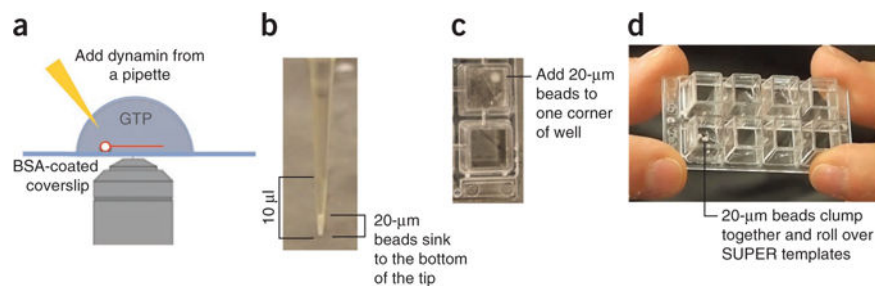 a
Add dynamin from
a pipette
GTP
BSA-coated
coverslip
b
10 µl
20-µm
beads sink
to the bottom
of the tip
c
Add 20-µm
beads to
one corner
of well
d
20-µm beads clump
together and roll over
SUPER templates